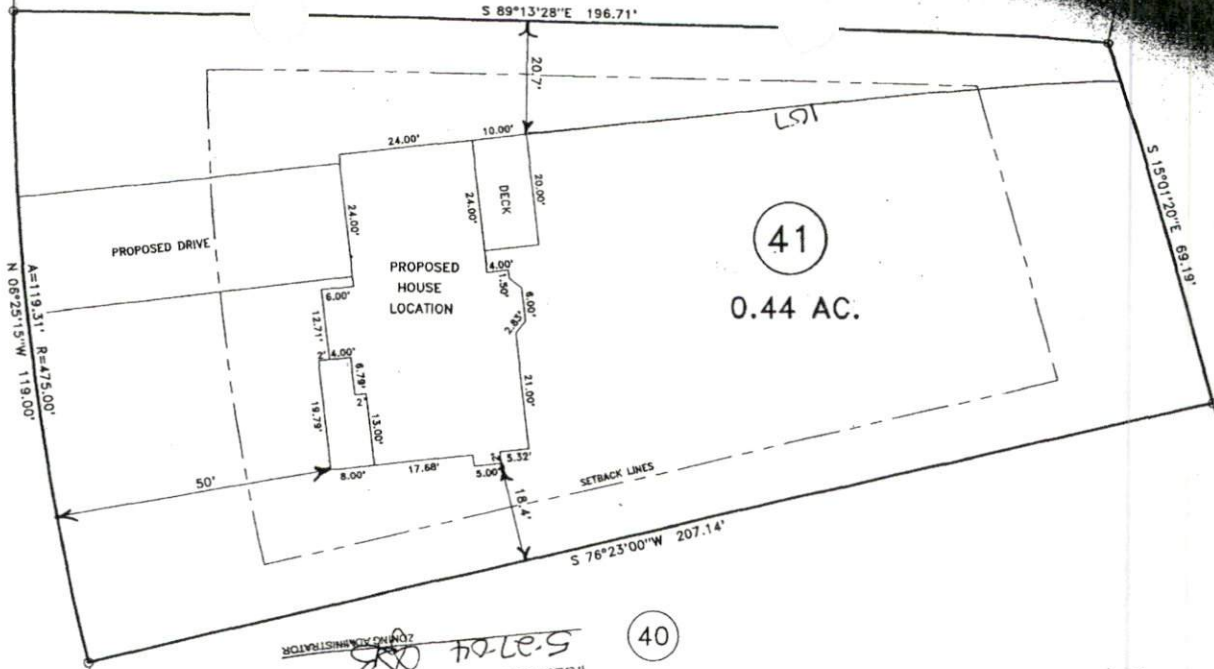 S 89°13'28"E 196.71'
20.7'
10.00'
24.00'
107
DECK
20.00'
24.00'
24.00'
S 15°01'20"E 69.19'
PROPOSED DRIVE
41
0.44 AC.
PROPOSED
HOUSE
LOCATION
4.00'
1.50'
6.00'
2.83'
6.00'
12.71'
A=119.31' R=475.00'
N 06°25'15"W 119.00'
2' 4.00'
6.79'
2'
19.79'
13.00'
21.00'
5.32'
5.00'
17.68'
8.00'
50'
18.4'
SETBACK LINES
S 76°23'00"W 207.14'
40
5-27-04
ZONING ADMINISTRATOR